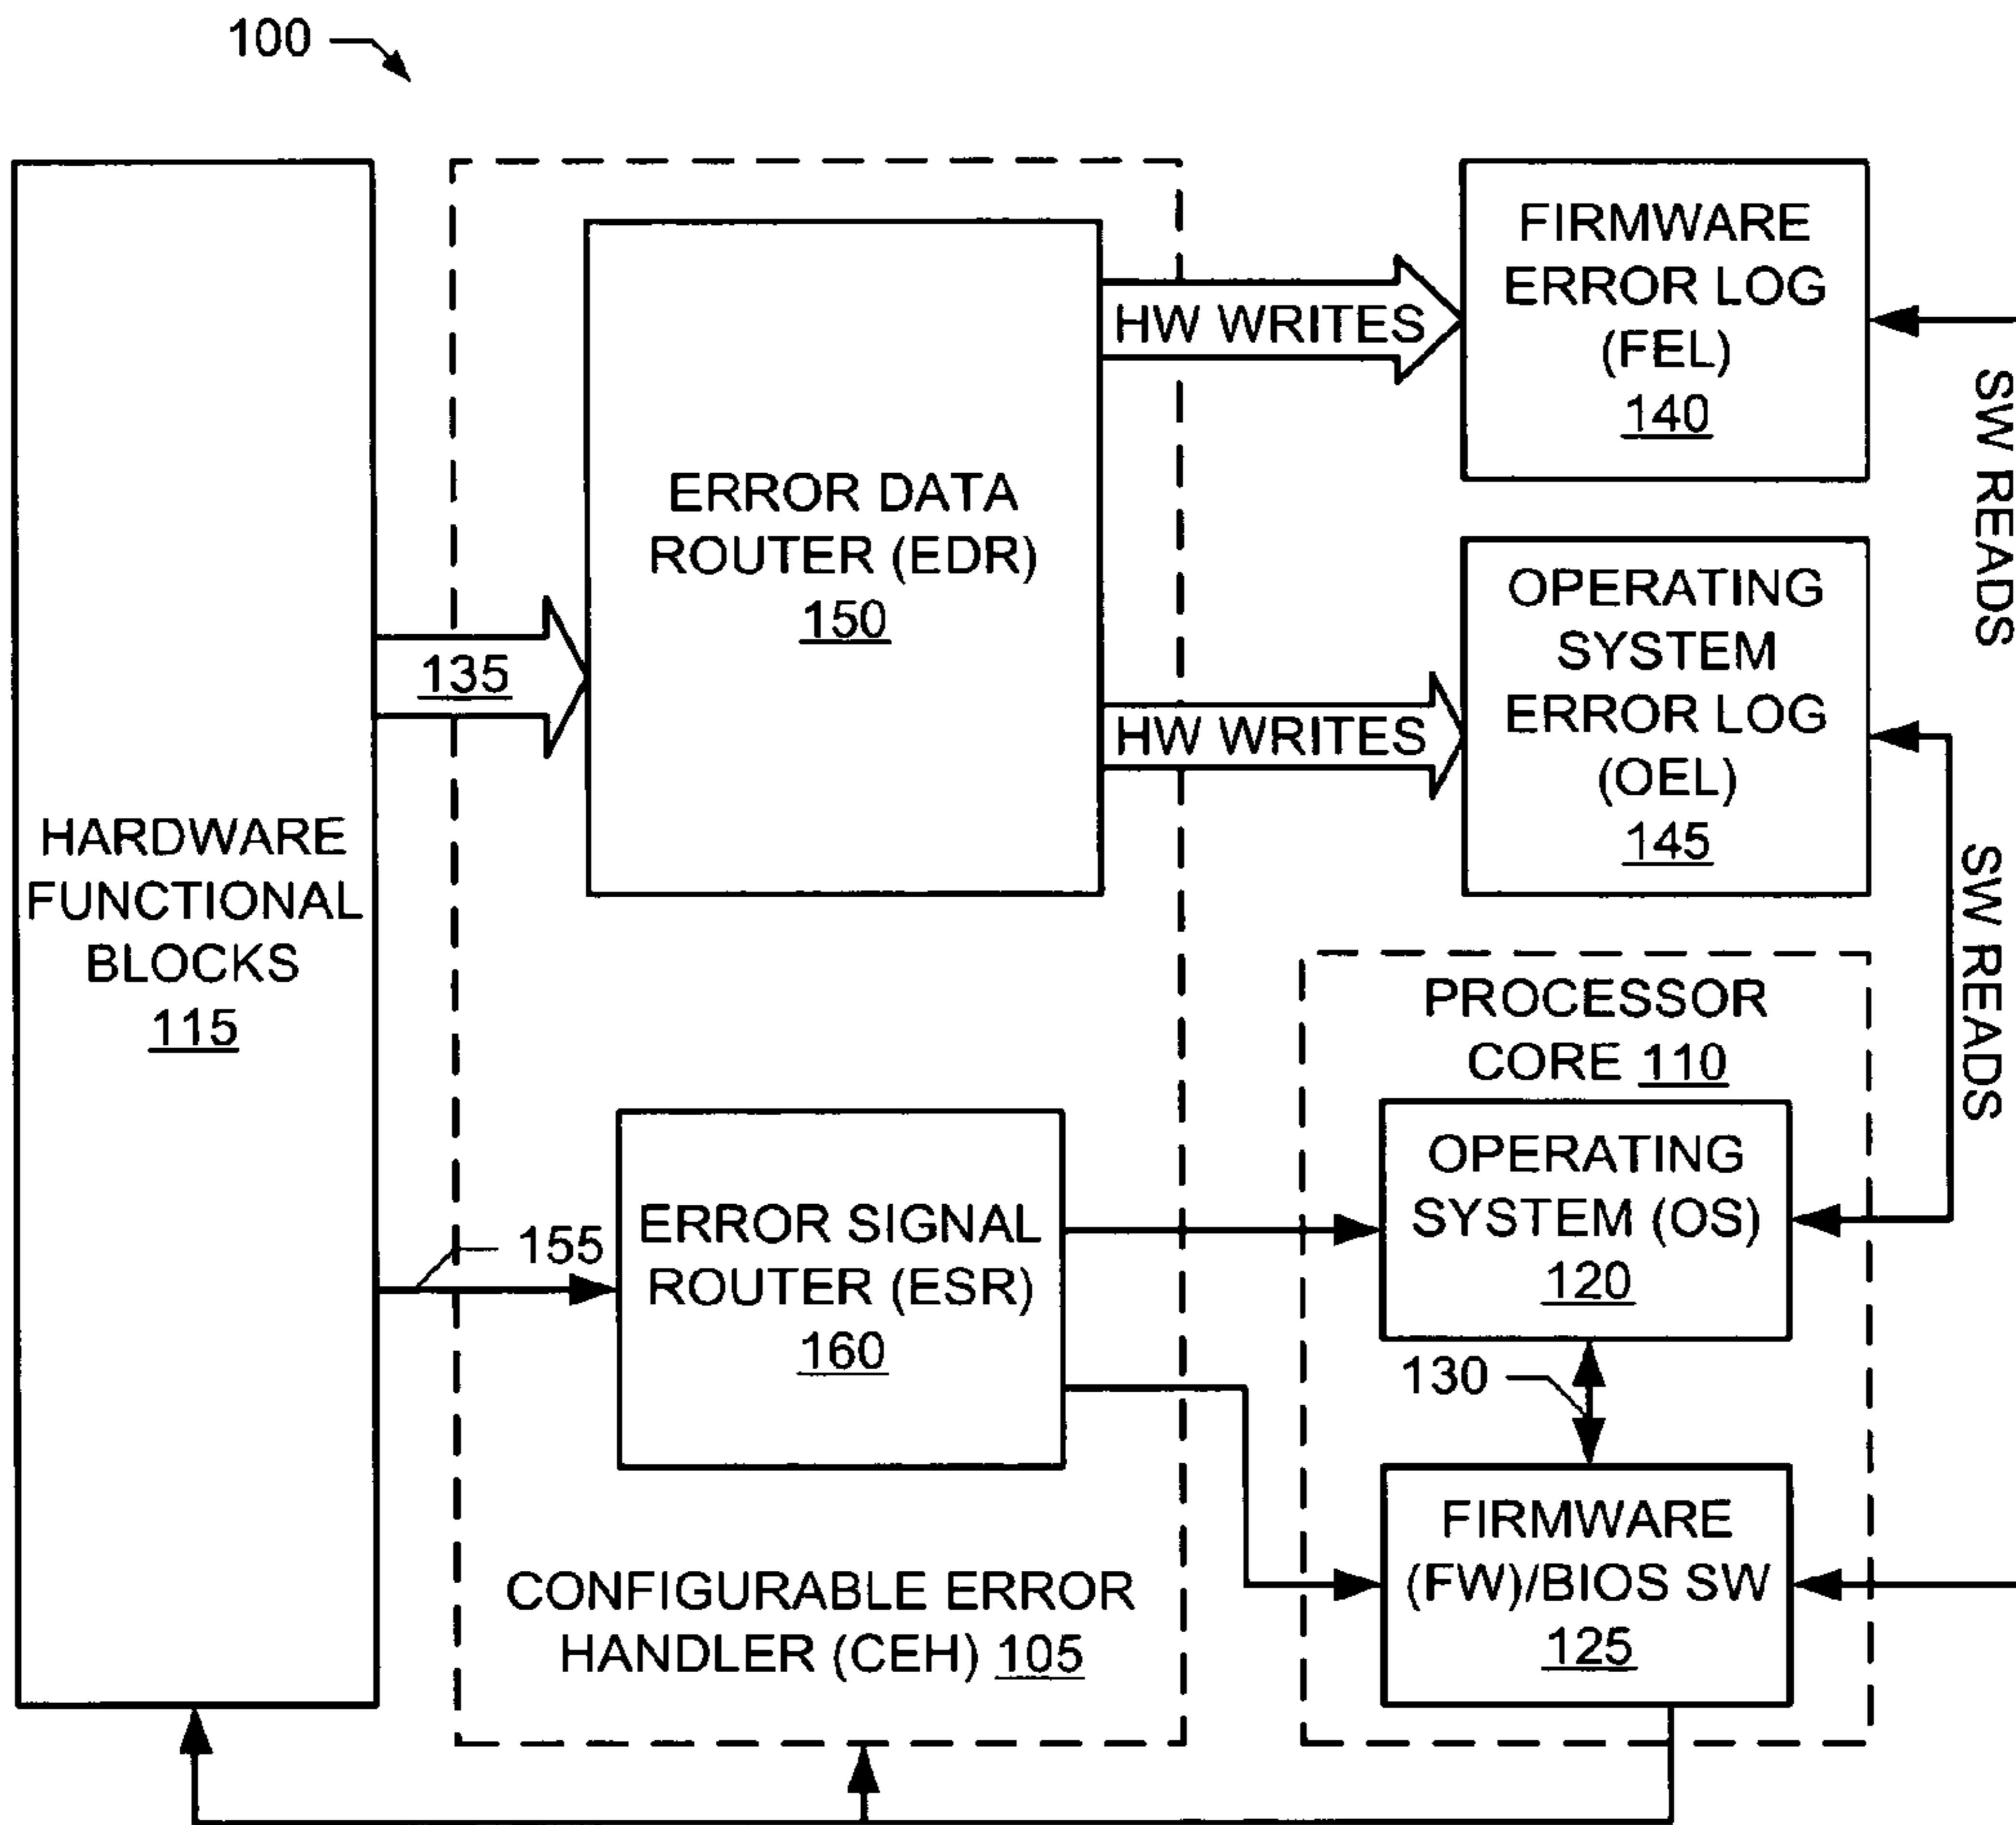 100
HARDWARE
FUNCTIONAL
BLOCKS
115
135
155
ERROR DATA
ROUTER (EDR)
150
ERROR SIGNAL
ROUTER (ESR)
160
CONFIGURABLE ERROR
HANDLER (CEH) 105
HW WRITES
HW WRITES
FIRMWARE
ERROR LOG
(FEL)
140
OPERATING
SYSTEM
ERROR LOG
(OEL)
145
PROCESSOR
CORE 110
OPERATING
SYSTEM (OS)
120
130
FIRMWARE
(FW)/BIOS SW
125
SW READS
SW READS